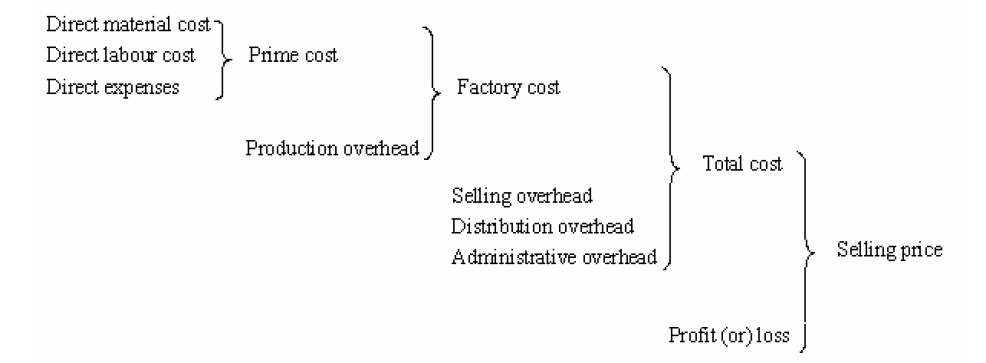 Direct material cost
Direct labour cost
Prime cost
Direct expenses
Factory cost
Production overhead
Total cost
Selling overhead
Distribution overhead
Administrative overhead
Selling price
Profit (or) loss